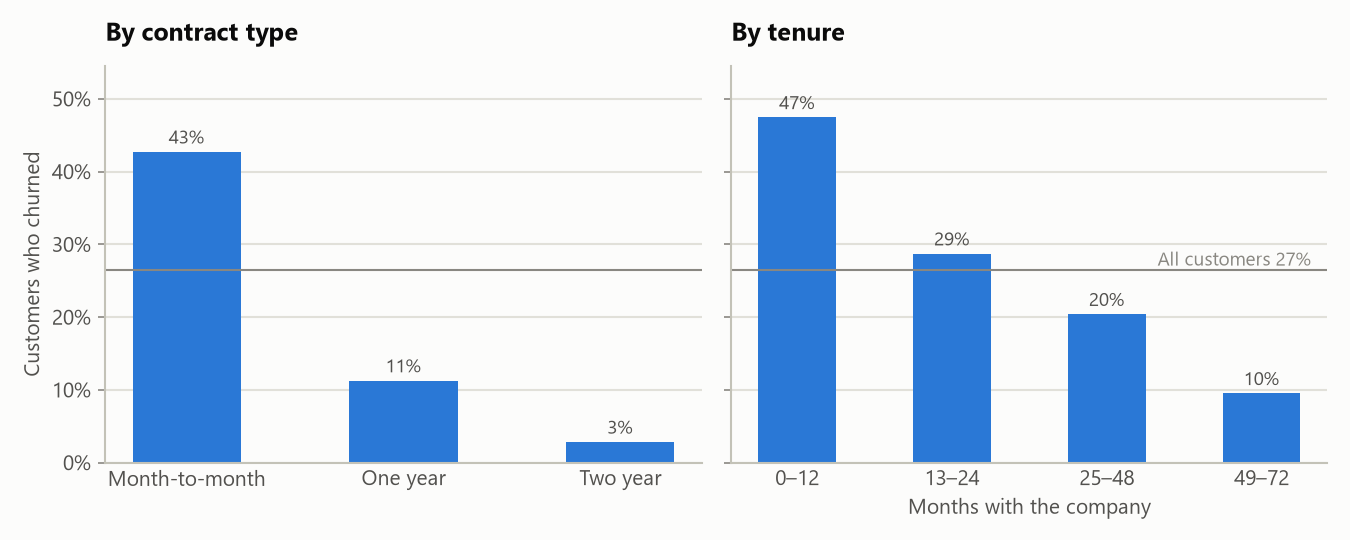 By contract type
Customers who churned
50%
40%
30%
20%
10%
0%
43%
11%
3%
Month-to-month
One year
Two year
By tenure
47%
29%
20%
10%
All customers 27%
0–12
13–24
25–48
49–72
Months with the company